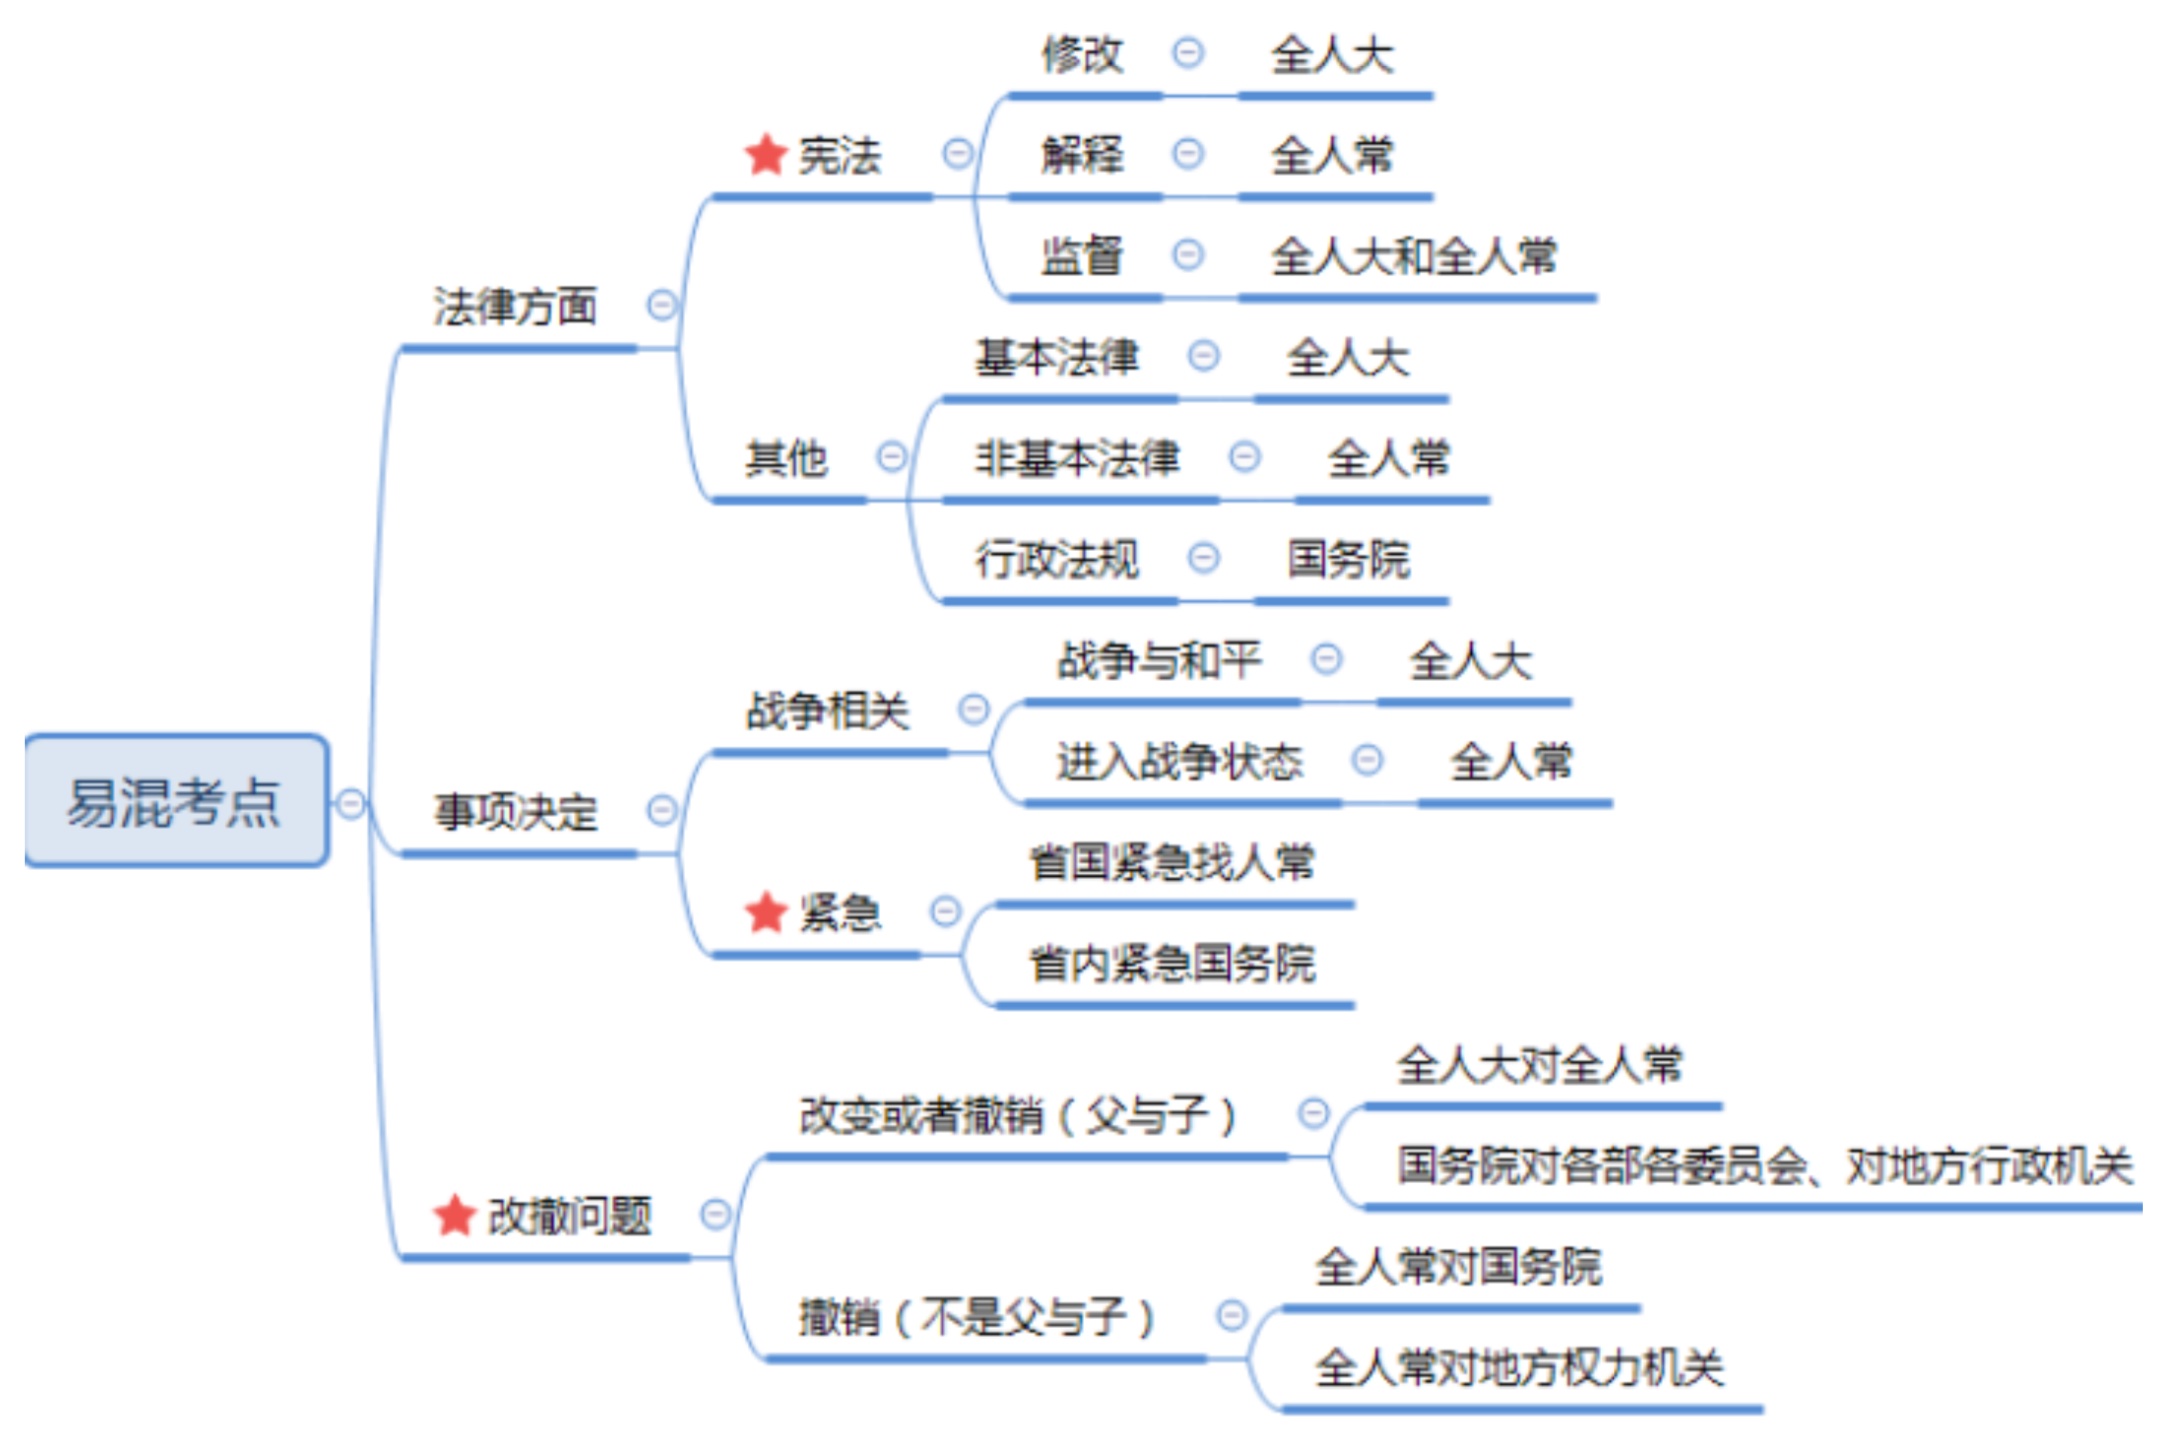 易混考点
法律方面
★ 宪法
修改 全人大
解释 全人常
监督 全人大和全人常
其他
基本法律 全人大
非基本法律 全人常
行政法规 国务院
事项决定
战争相关
战争与和平 全人大
进入战争状态 全人常
★ 紧急
省国紧急找人常
省内紧急国务院
★ 改撤问题
改变或者撤销（父与子）
全人大对全人常
国务院对各部各委员会、对地方行政机关
撤销（不是父与子）
全人常对国务院
全人常对地方权力机关